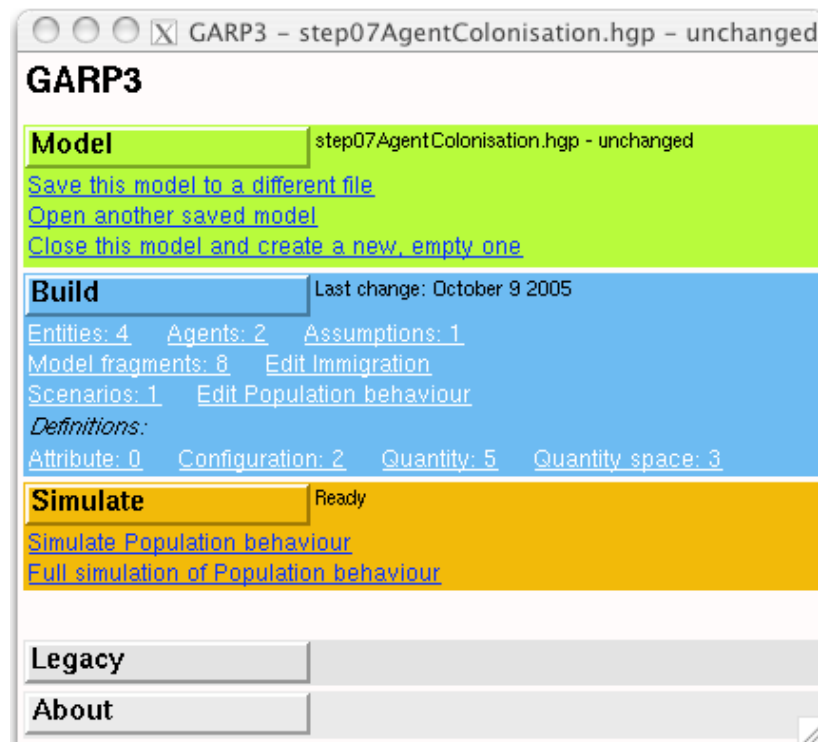 GARP3 – step07AgentColonisation.hgp – unchanged
GARP3
Model step07AgentColonisation.hgp - unchanged
Save this model to a different file
Open another saved model
Close this model and create a new, empty one
Build Last change: October 9 2005
Entities: 4 Agents: 2 Assumptions: 1
Model fragments: 8 Edit Immigration
Scenarios: 1 Edit Population behaviour
Definitions:
Attribute: 0 Configuration: 2 Quantity: 5 Quantity space: 3
Simulate Ready
Simulate Population behaviour
Full simulation of Population behaviour
Legacy
About